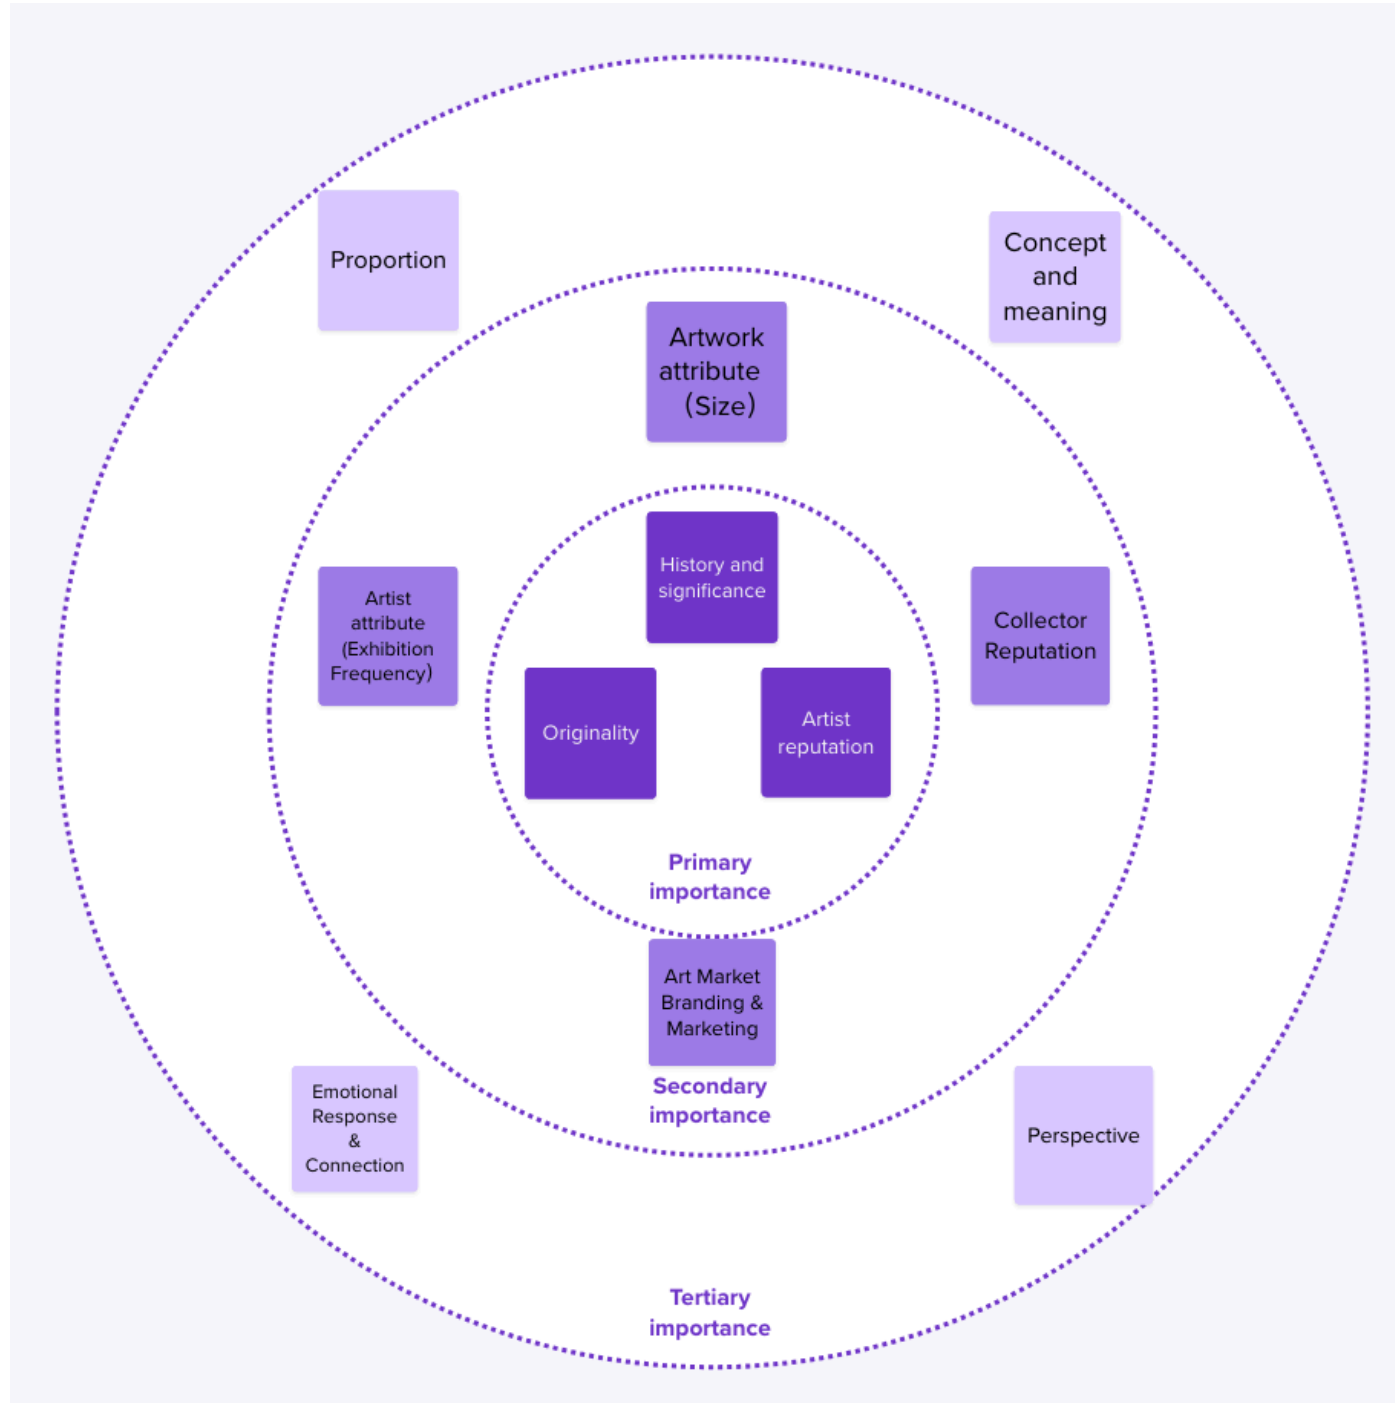 Proportion
Concept
and
meaning
Artwork
attribute
（Size）
History and
significance
Artist
attribute
(Exhibition
Frequency）
Collector
Reputation
Originality
Artist
reputation
Primary
importance
Art Market
Branding &
Marketing
Secondary
importance
Emotional
Response
&
Connection
Perspective
Tertiary
importance